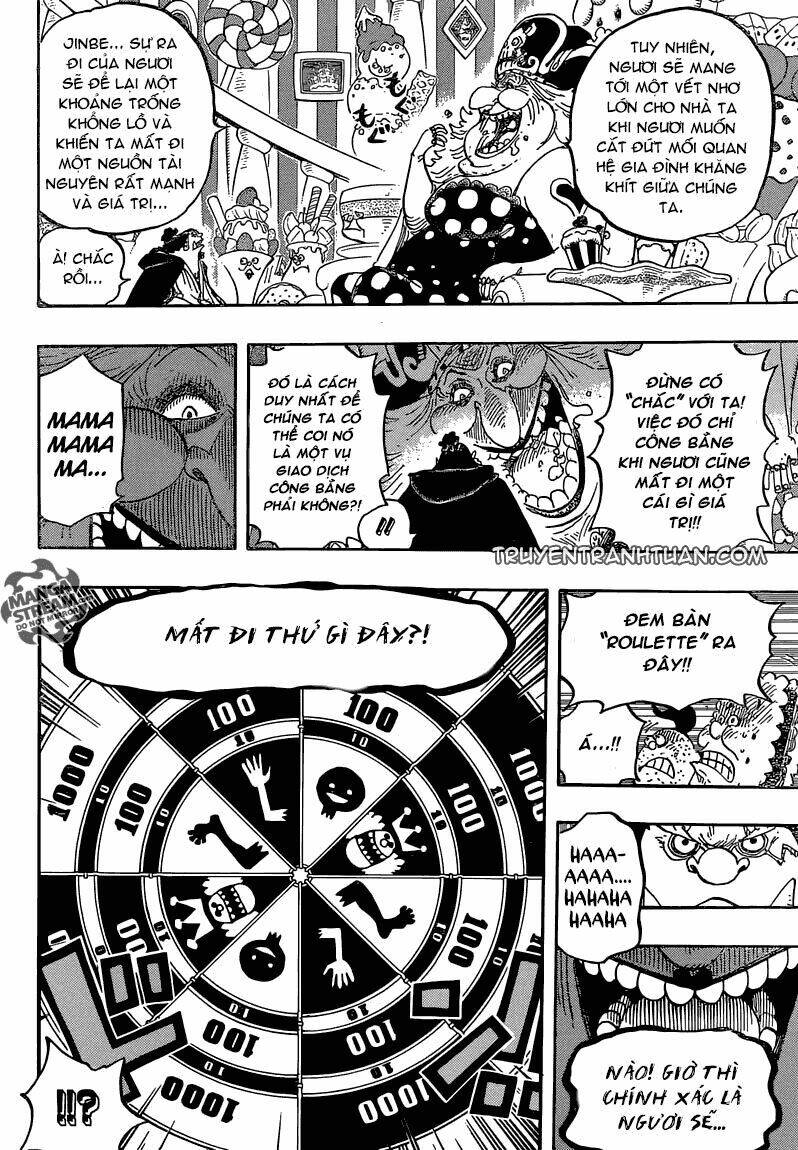 JINBE... SỰ RA
ĐI CỦA NGƯƠI
SẼ ĐỂ LẠI MỘT
KHOẢNG TRỐNG
KHỔNG LỒ VÀ
KHIẾN TA MẤT ĐI
MỘT NGUỒN TÀI
NGUYÊN RẤT MẠNH
VÀ GIÁ TRỊ...
À! CHẮC
RỒI...
TUY NHIÊN,
NGƯƠI SẼ MANG
TỚI MỘT VẾT NHƠ
LỚN CHO NHÀ TA
KHI NGƯƠI MUỐN
CẮT ĐỨT MỐI QUAN
HỆ GIA ĐÌNH KHĂNG
KHÍT GIỮA CHÚNG
TA.
MAMA
MAMA
MA...
ĐÓ LÀ CÁCH
DUY NHẤT ĐỂ
CHÚNG TA CÓ
THỂ COI NÓ
LÀ MỘT VỤ
GIAO DỊCH
CÔNG BẰNG
PHẢI KHÔNG?!
!!
ĐỪNG CÓ
"CHẮC" VỚI TA!
VIỆC ĐÓ CHỈ
CÔNG BẰNG
KHI NGƯƠI CŨNG
MẤT ĐI MỘT
CÁI GÌ GIÁ
TRỊ!!
TRUYENTRANHTUAN.COM
MANGA
STREAM
DO NOT MIRROR
MẤT ĐI THỨ GÌ ĐÂY?!
100
100
10
10
1000
100
10
10
100
1000
100
10
10
100
10
10
100
100
1000
1000
!!?
ĐEM BÀN
"ROULETTE" RA
ĐÂY!!
Á...!!
HAAA-
AAAA....
HAHAHA
HAAHA
NÀO! GIỜ THÌ
CHÍNH XÁC LÀ
NGƯƠI SẼ...